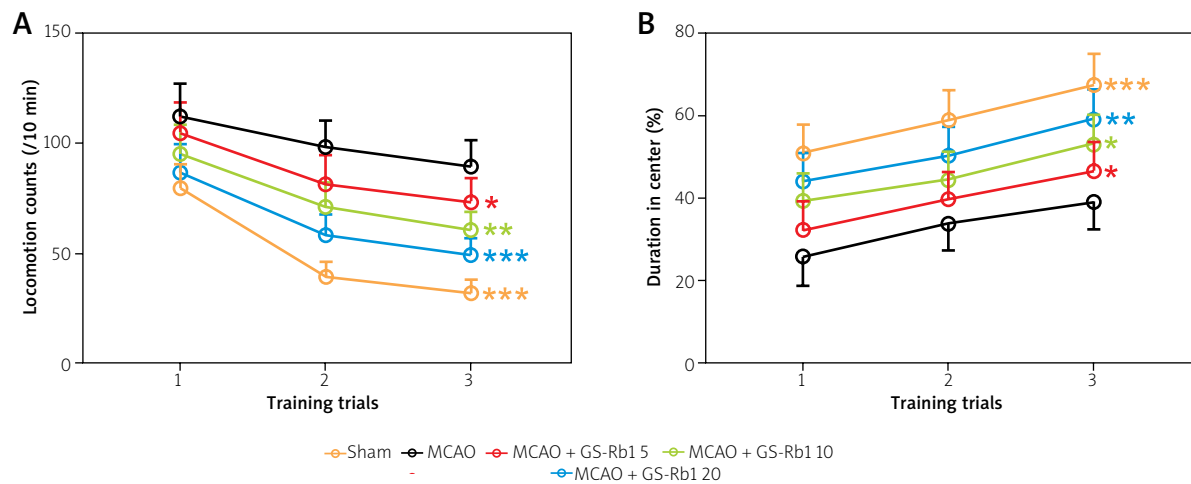 A
150
100
50
0
Locomotion counts (/10 min)
***
**
*
***
1 2 3
Training trials
B
80
60
40
20
0
Duration in center (%)
***
**
*
*
1 2 3
Training trials
Sham MCAO MCAO + GS-Rb1 5 MCAO + GS-Rb1 10
- MCAO + GS-Rb1 20